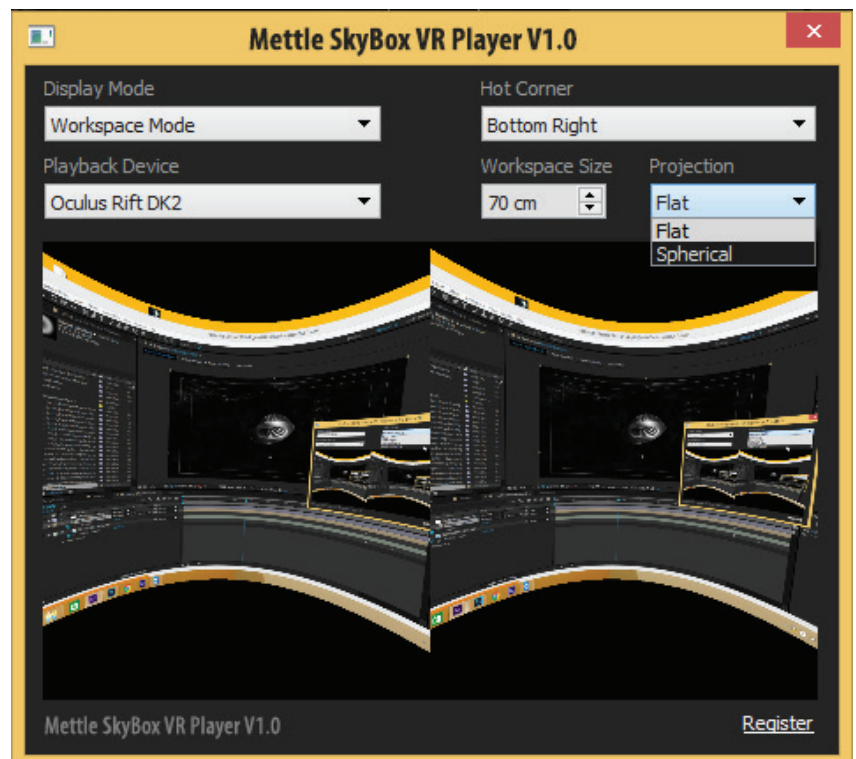 Mettle SkyBox VR Player V1.0
Display Mode
Hot Corner
Workspace Mode
Bottom Right
Playback Device
Workspace Size
Projection
Oculus Rift DK2
70 cm
Flat
Flat
Spherical
Mettle SkyBox VR Player V1.0
Register